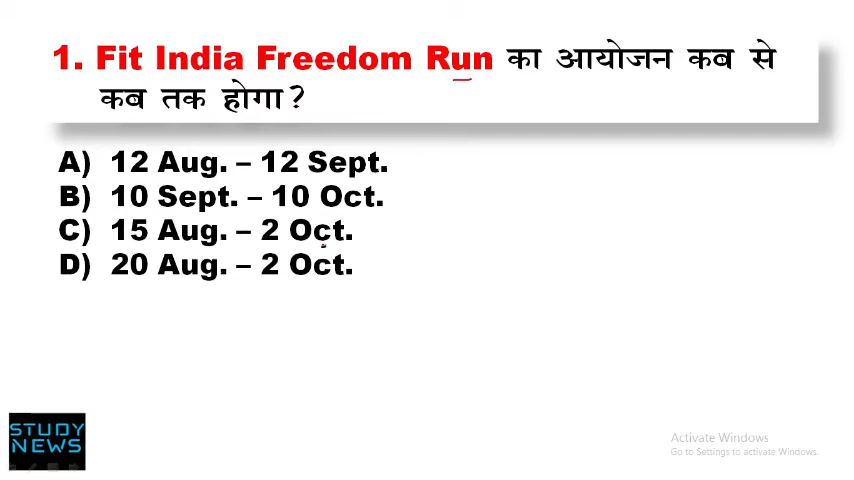 1. Fit India Freedom Run का आयोजन कब से
कब तक होगा?
A) 12 Aug. – 12 Sept.
B) 10 Sept. – 10 Oct.
C) 15 Aug. – 2 Oct.
D) 20 Aug. – 2 Oct.
STUDY
NEWS
Activate Windows
Go to Settings to activate Windows.